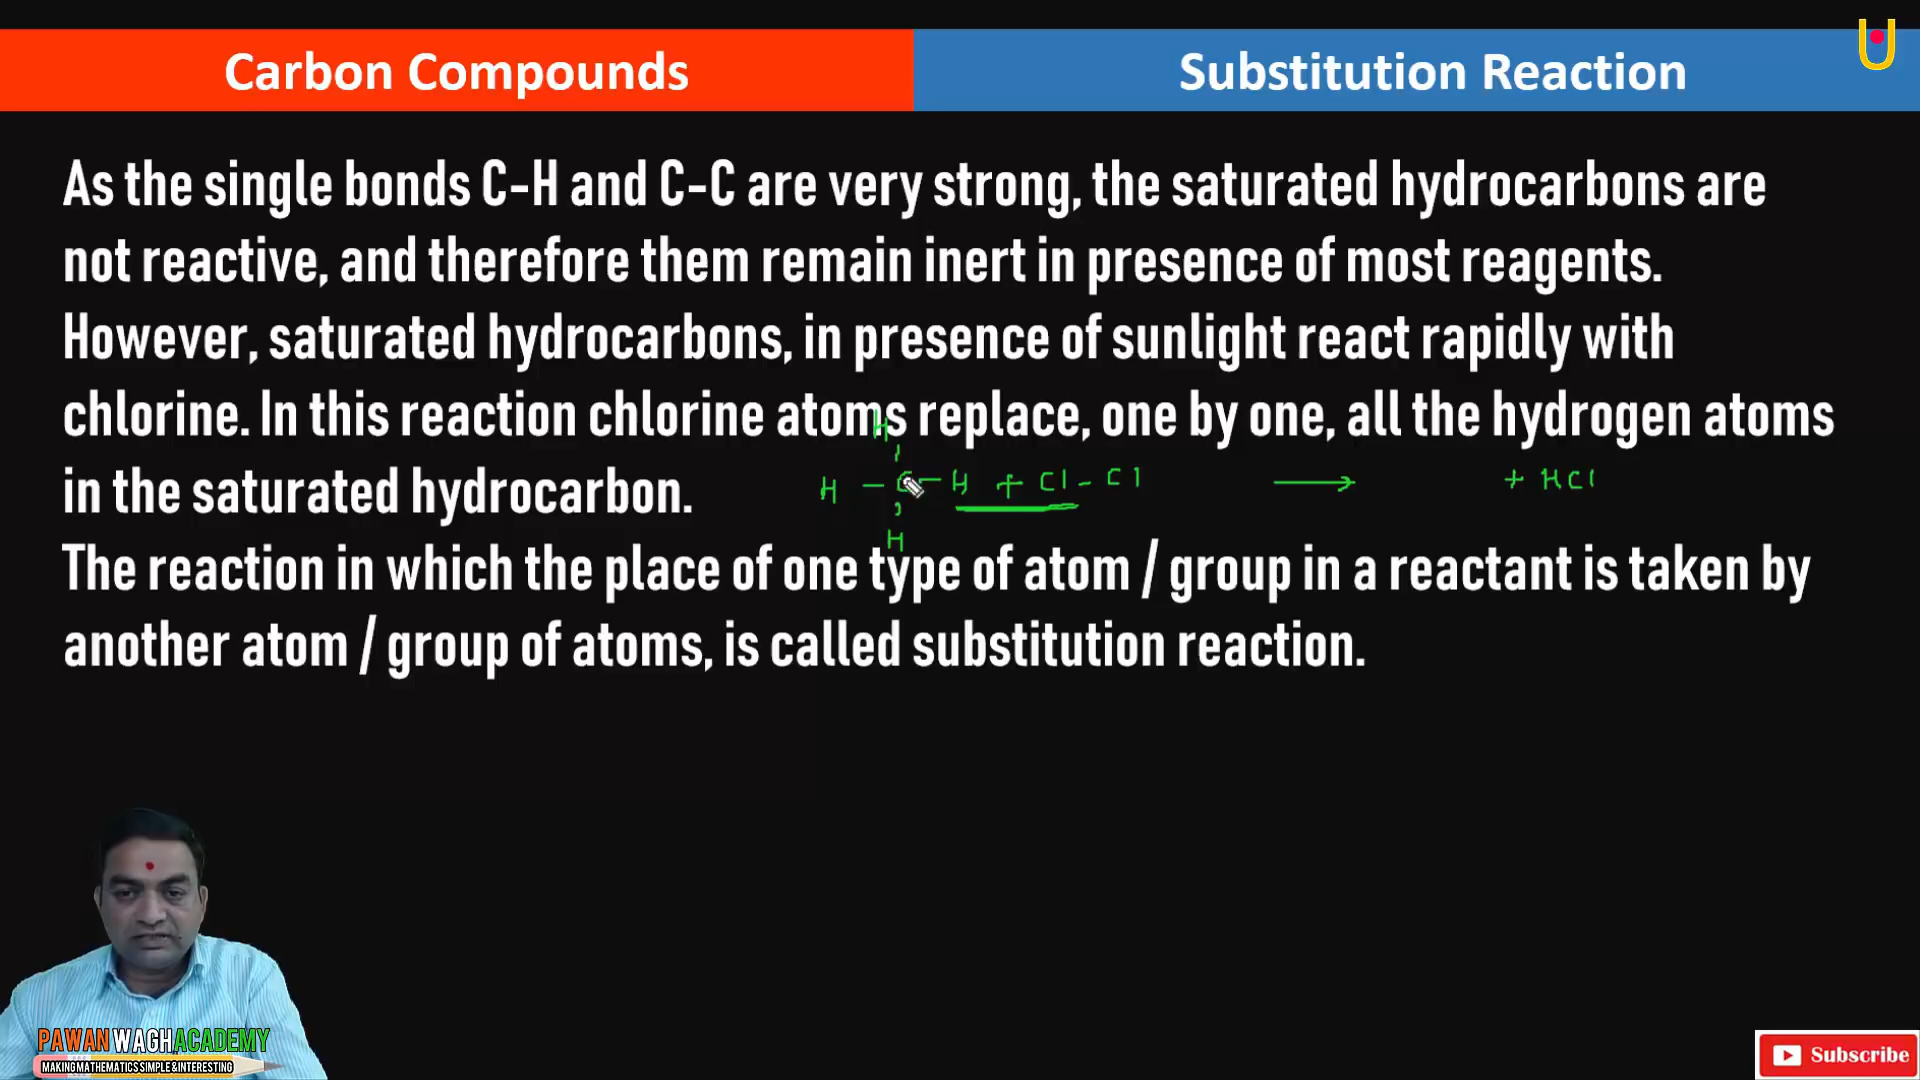 Carbon Compounds
Substitution Reaction
As the single bonds C-H and C-C are very strong, the saturated hydrocarbons are
not reactive, and therefore them remain inert in presence of most reagents.
However, saturated hydrocarbons, in presence of sunlight react rapidly with
chlorine. In this reaction chlorine atoms replace, one by one, all the hydrogen atoms
H
in the saturated hydrocarbon.
H - C - H + Cl - Cl → + HCl
H
The reaction in which the place of one type of atom / group in a reactant is taken by
another atom / group of atoms, is called substitution reaction.
PAWAN WAGH ACADEMY
MAKING MATHEMATICS SIMPLE & INTERESTING
Subscribe